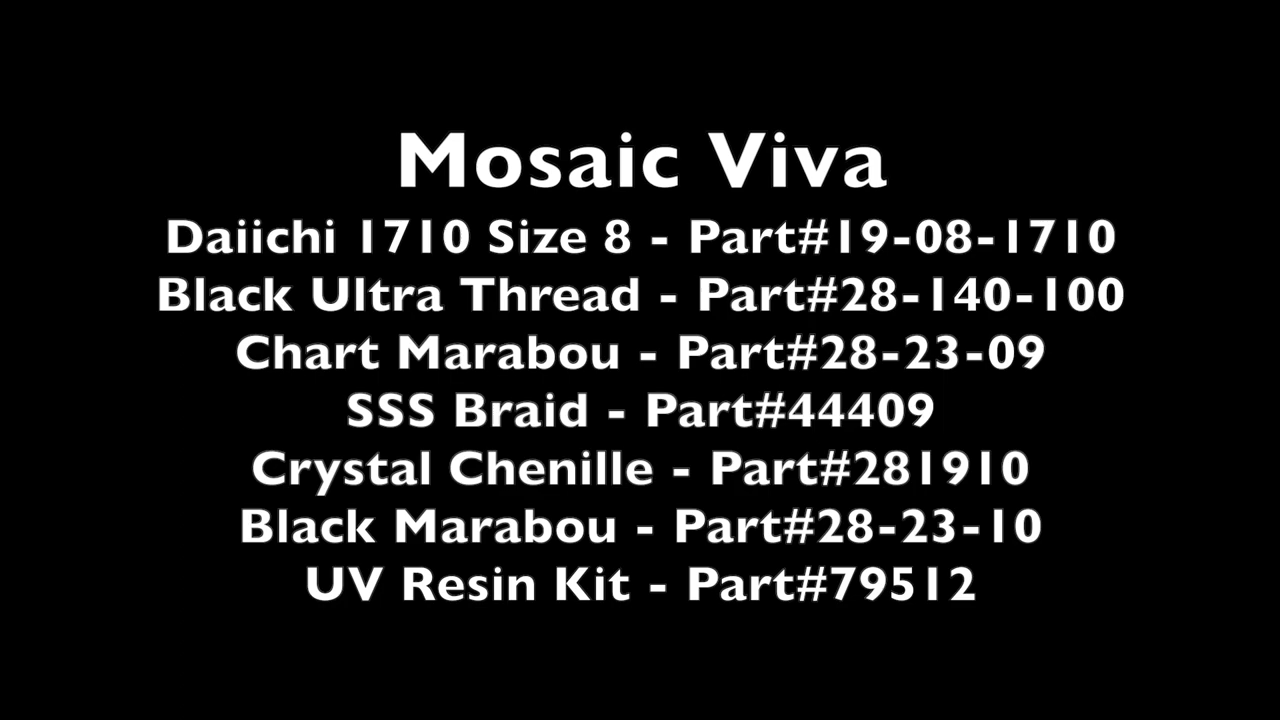 Mosaic Viva
Daiichi 1710 Size 8 - Part#19-08-1710
Black Ultra Thread - Part#28-140-100
Chart Marabou - Part#28-23-09
SSS Braid - Part#44409
Crystal Chenille - Part#281910
Black Marabou - Part#28-23-10
UV Resin Kit - Part#79512